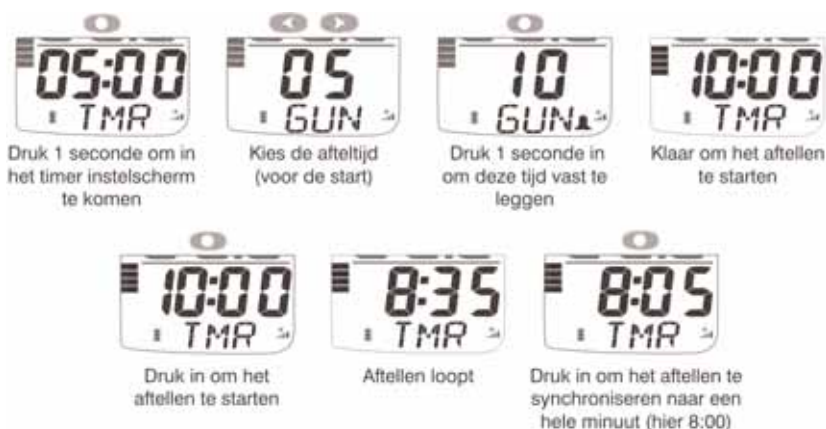 05:00
TMR
Druk 1 seconde om in
het timer instelscherm
te komen
05
GUN
Kies de afteltijd
(voor de start)
10
GUN
Druk 1 seconde in
om deze tijd vast te
leggen
10:00
TMR
Klaar om het aftellen
te starten
10:00
TMR
Druk in om het
aftellen te starten
8:35
TMR
Aftellen loopt
8:05
TMR
Druk in om het aftellen te
synchroniseren naar een
hele minuut (hier 8:00)